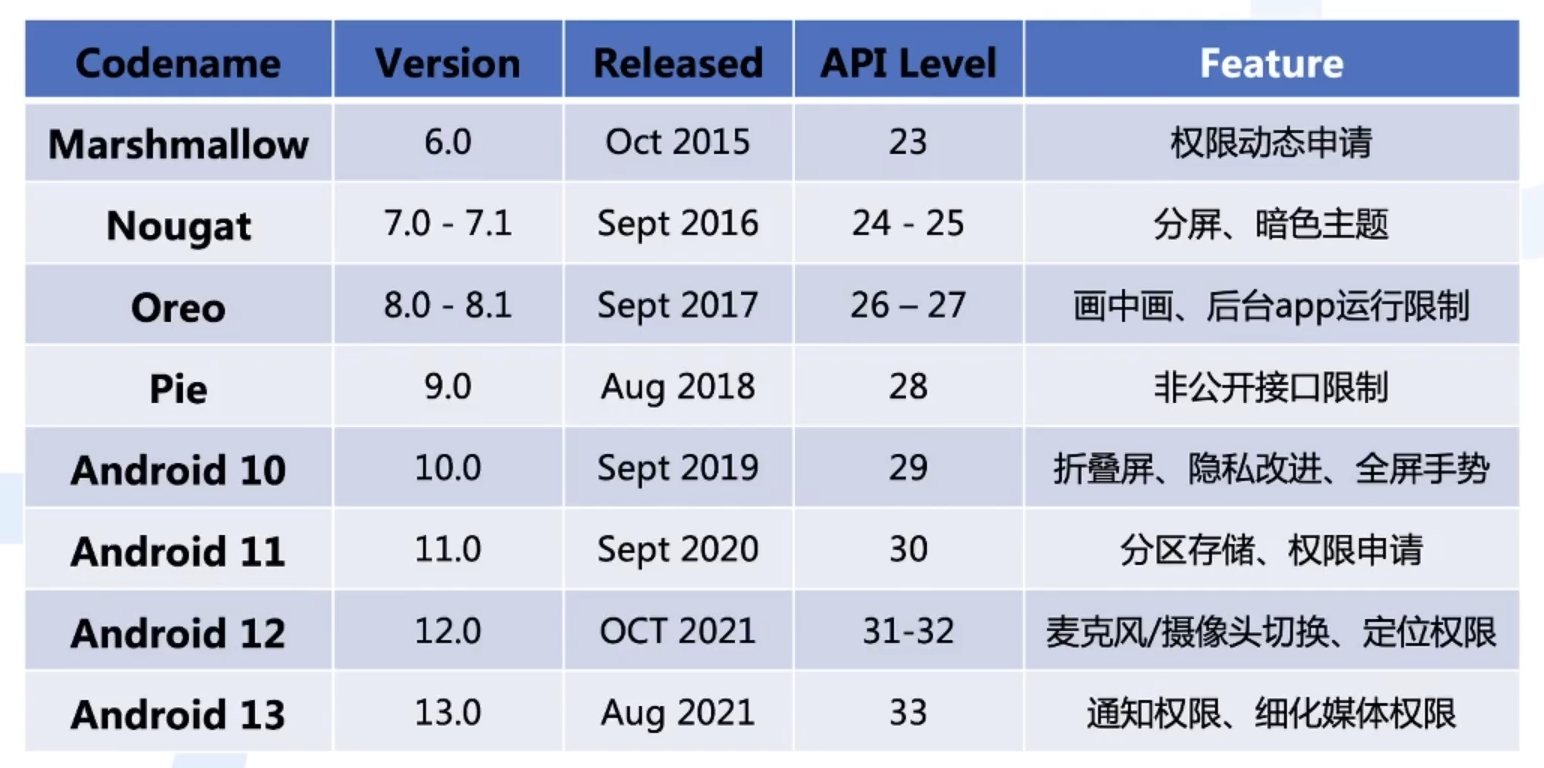 Codename Version Released API Level Feature
Marshmallow 6.0 Oct 2015 23 权限动态申请
Nougat 7.0 - 7.1 Sept 2016 24 - 25 分屏、暗色主题
Oreo 8.0 - 8.1 Sept 2017 26 – 27 画中画、后台app运行限制
Pie 9.0 Aug 2018 28 非公开接口限制
Android 10 10.0 Sept 2019 29 折叠屏、隐私改进、全屏手势
Android 11 11.0 Sept 2020 30 分区存储、权限申请
Android 12 12.0 OCT 2021 31-32 麦克风/摄像头切换、定位权限
Android 13 13.0 Aug 2021 33 通知权限、细化媒体权限